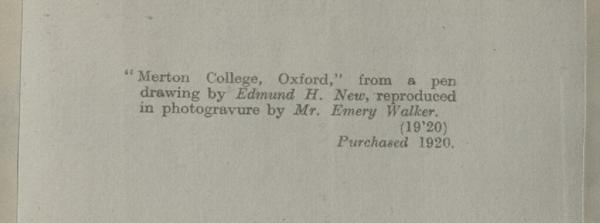 "Merton College, Oxford," from a pen
drawing by Edmund H. New, reproduced
in photogravure by Mr. Emery Walker.
(19'20)
Purchased 1920.